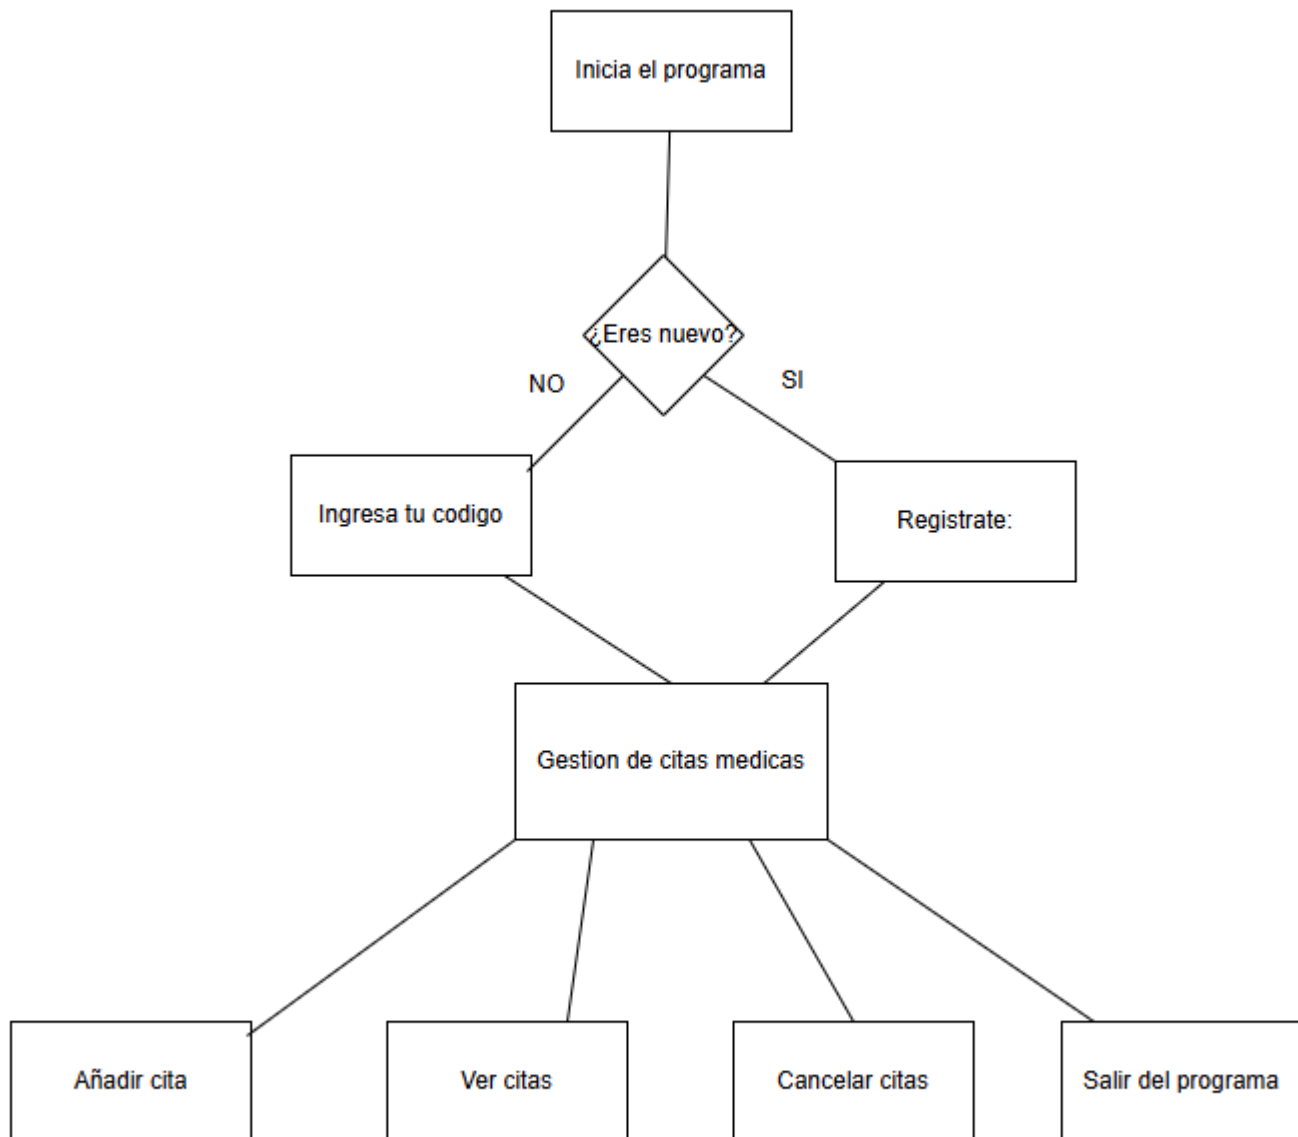 Inicia el programa
¿Eres nuevo?
NO
SI
Ingresa tu codigo
Registrate:
Gestion de citas medicas
Añadir cita
Ver citas
Cancelar citas
Salir del programa